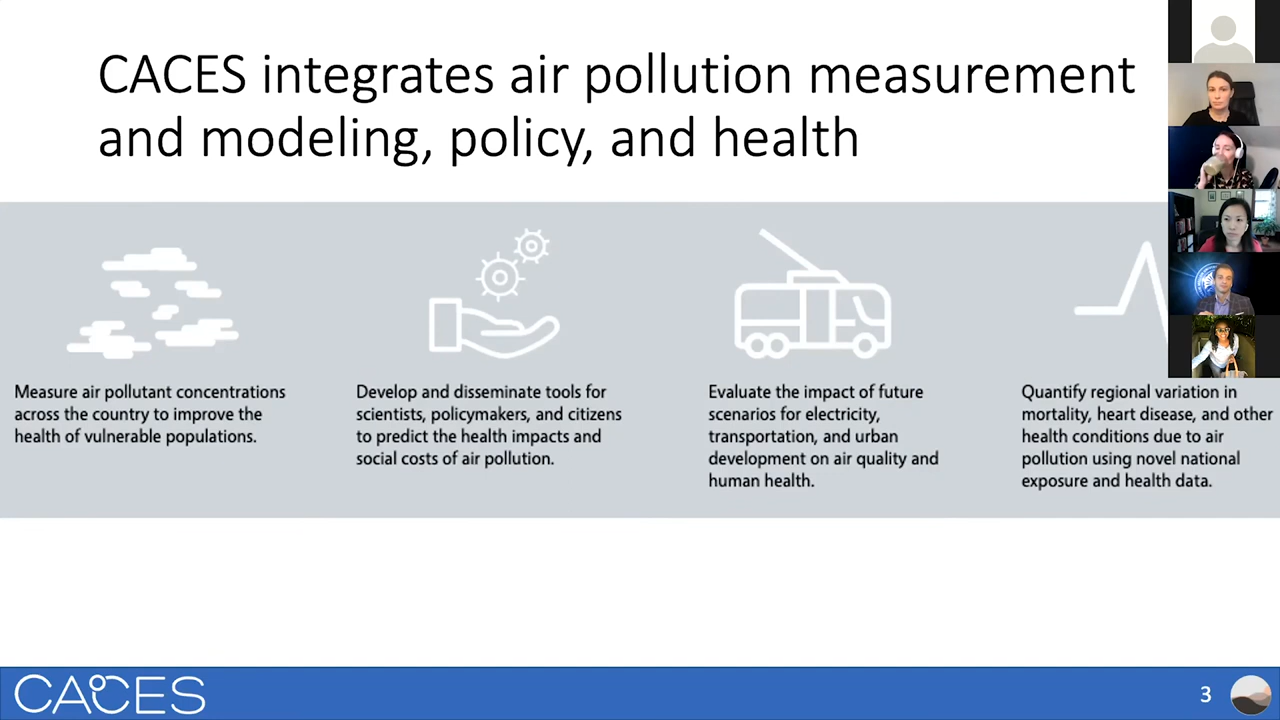 CACES integrates air pollution measurement
and modeling, policy, and health
Measure air pollutant concentrations
across the country to improve the
health of vulnerable populations.
Develop and disseminate tools for
scientists, policymakers, and citizens
to predict the health impacts and
social costs of air pollution.
Evaluate the impact of future
scenarios for electricity,
transportation, and urban
development on air quality and
human health.
Quantify regional variation in
mortality, heart disease, and other
health conditions due to air
pollution using novel national
exposure and health data.
CACES
3